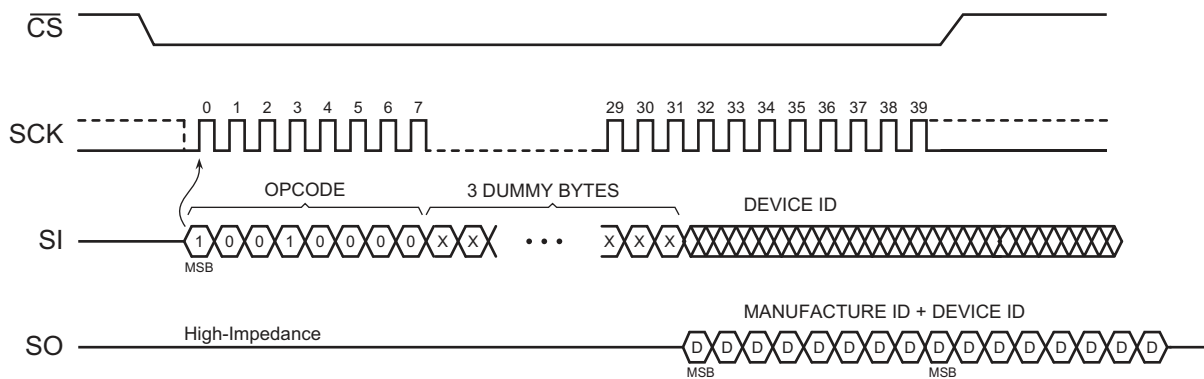 CS
0 1 2 3 4 5 6 7 29 30 31 32 33 34 35 36 37 38 39
SCK
OPCODE 3 DUMMY BYTES DEVICE ID
SI 1 0 0 1 0 0 0 0 X X • • • X X X
MSB
MANUFACTURE ID + DEVICE ID
High-Impedance
SO D D D D D D D D D D D D D D D D
MSB MSB